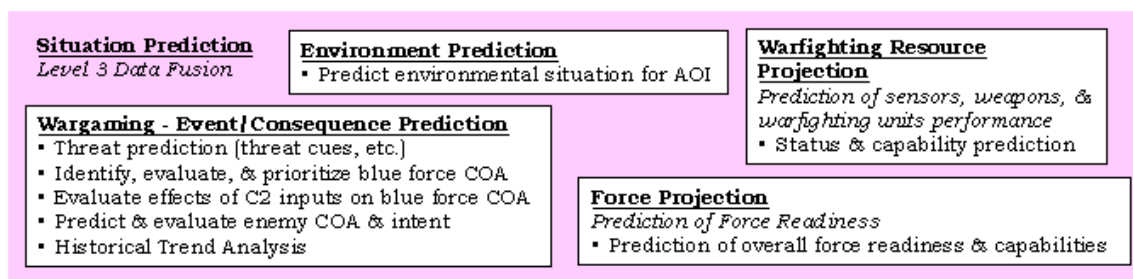 Situation Prediction
Level 3 Data Fusion
Environment Prediction
▪ Predict environmental situation for AOI
Warfighting Resource
Projection
Prediction of sensors, weapons, &
warfighting units performance
▪ Status & capability prediction
Wargaming - Event/Consequence Prediction
▪ Threat prediction (threat cues, etc.)
▪ Identify, evaluate, & prioritize blue force COA
▪ Evaluate effects of C2 inputs on blue force COA
▪ Predict & evaluate enemy COA & intent
▪ Historical Trend Analysis
Force Projection
Prediction of Force Readiness
▪ Prediction of overall force readiness & capabilities